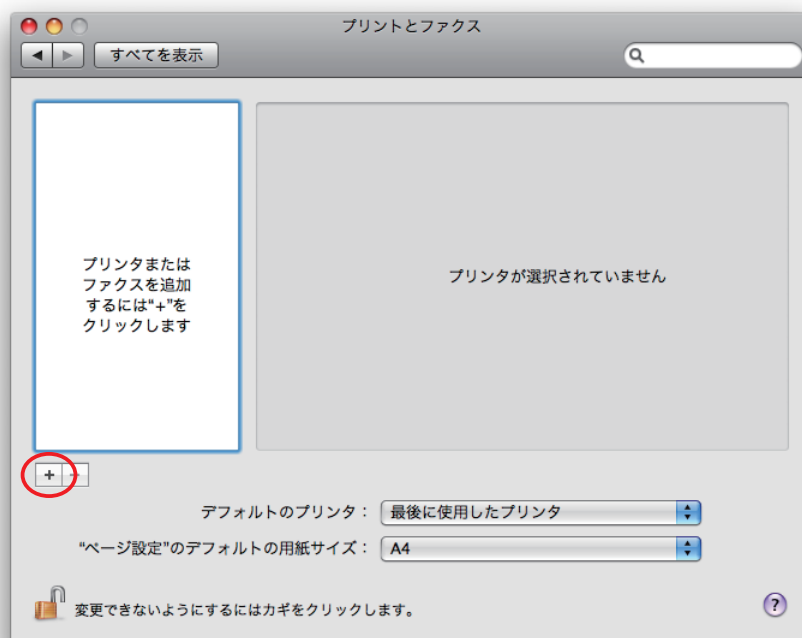 プリントとファクス
すべてを表示
プリンタまたは
ファクスを追加
するには“+”を
クリックします
プリンタが選択されていません
+ −
デフォルトのプリンタ： 最後に使用したプリンタ
“ページ設定”のデフォルトの用紙サイズ： A4
変更できないようにするにはカギをクリックします。
?